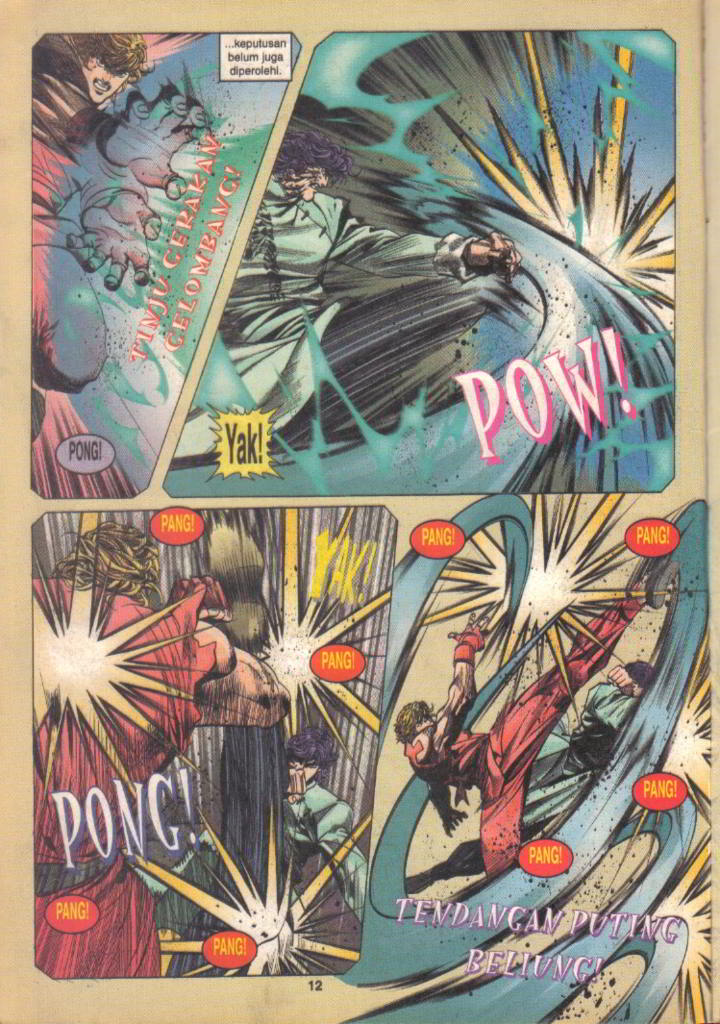 ...keputusan
belum juga
diperolehi.
TINJU GERAKAN
GELOMBANG!
PONG!
Yak!
POW!
PANG!
YAK!
PANG!
PONG!
PANG!
PANG!
PANG!
PANG!
PANG!
PANG!
TENDANGAN PUTING
BELIUNG!
12